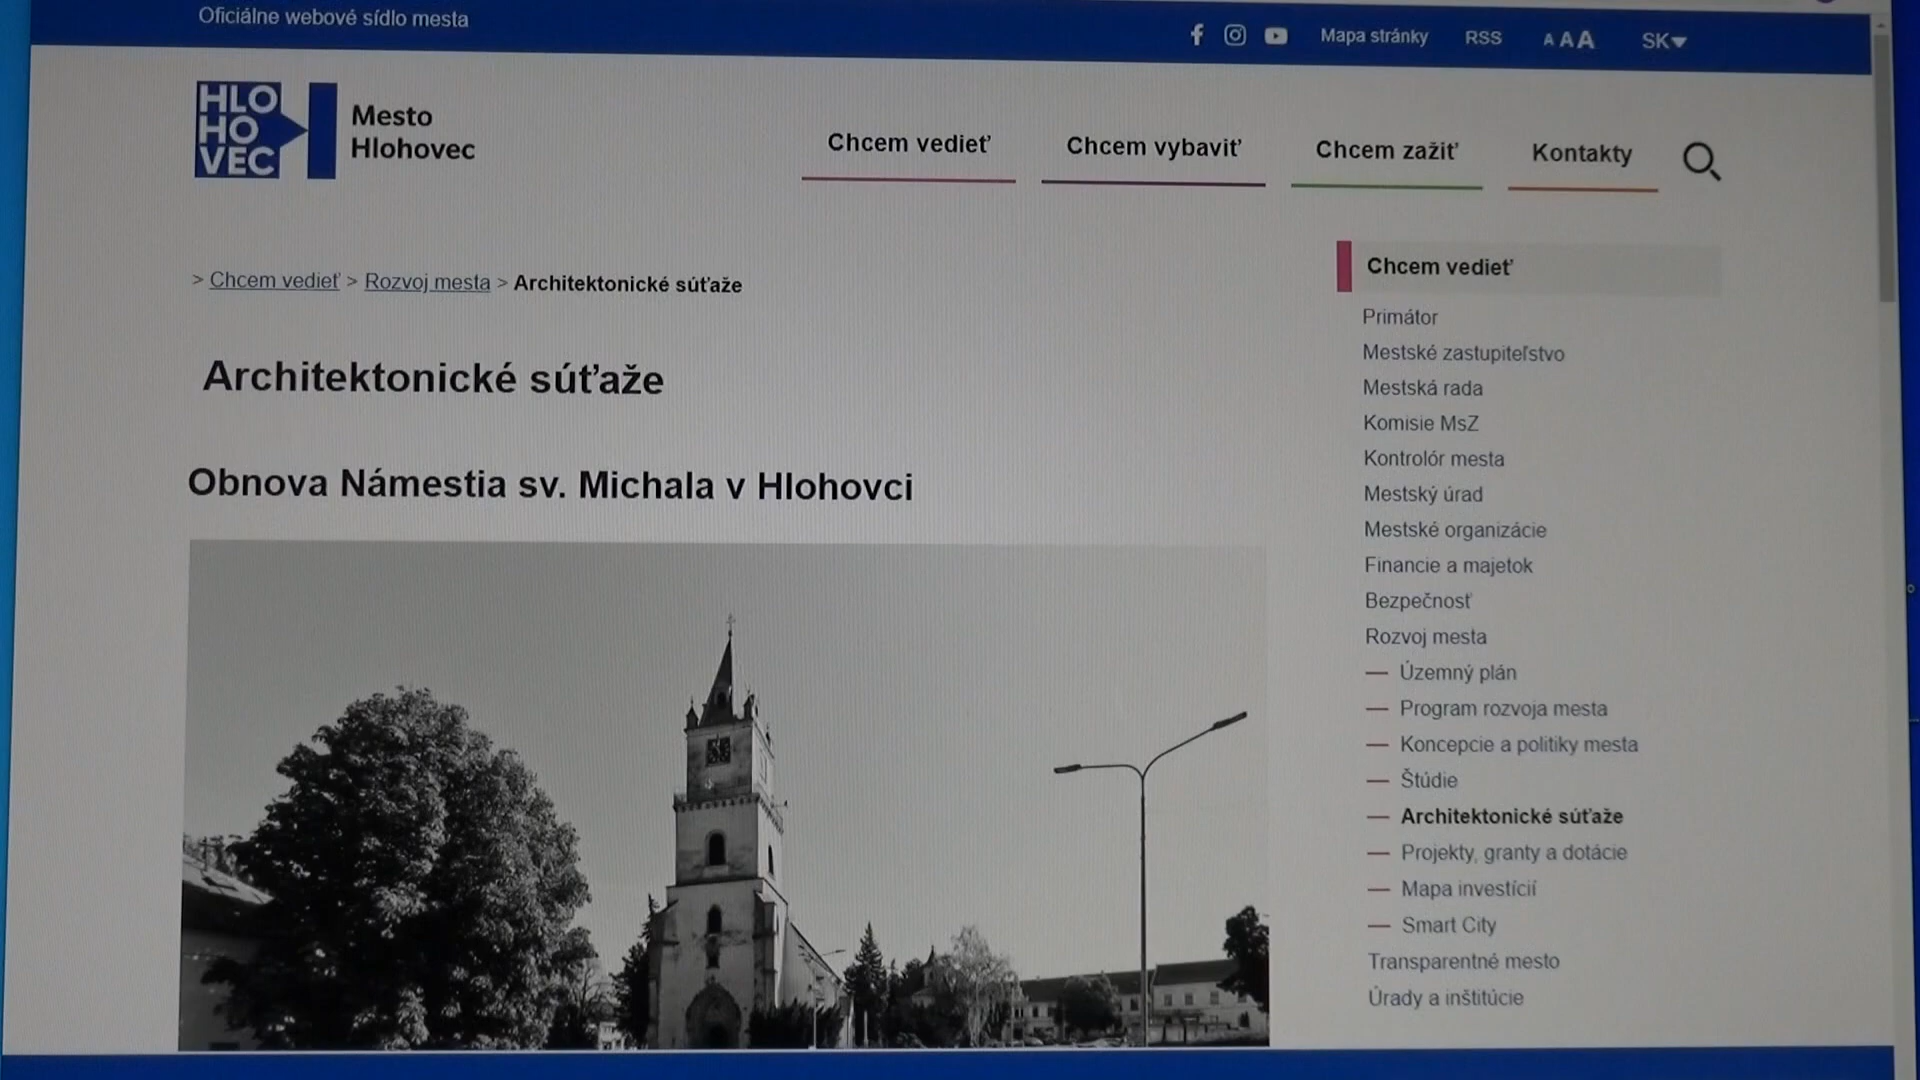 Oficiálne webové sídlo mesta
Mapa stránky
RSS
A A A
SK
HLO
HO
VEC
Mesto
Hlohovec
Chcem vedieť
Chcem vybaviť
Chcem zažiť
Kontakty
> Chcem vedieť > Rozvoj mesta > Architektonické súťaže
Architektonické súťaže
Obnova Námestia sv. Michala v Hlohovci
Chcem vedieť
Primátor
Mestské zastupiteľstvo
Mestská rada
Komisie MsZ
Kontrolór mesta
Mestský úrad
Mestské organizácie
Financie a majetok
Bezpečnosť
Rozvoj mesta
— Územný plán
— Program rozvoja mesta
— Koncepcie a politiky mesta
— Štúdie
— Architektonické súťaže
— Projekty, granty a dotácie
— Mapa investícií
— Smart City
Transparentné mesto
Úrady a inštitúcie